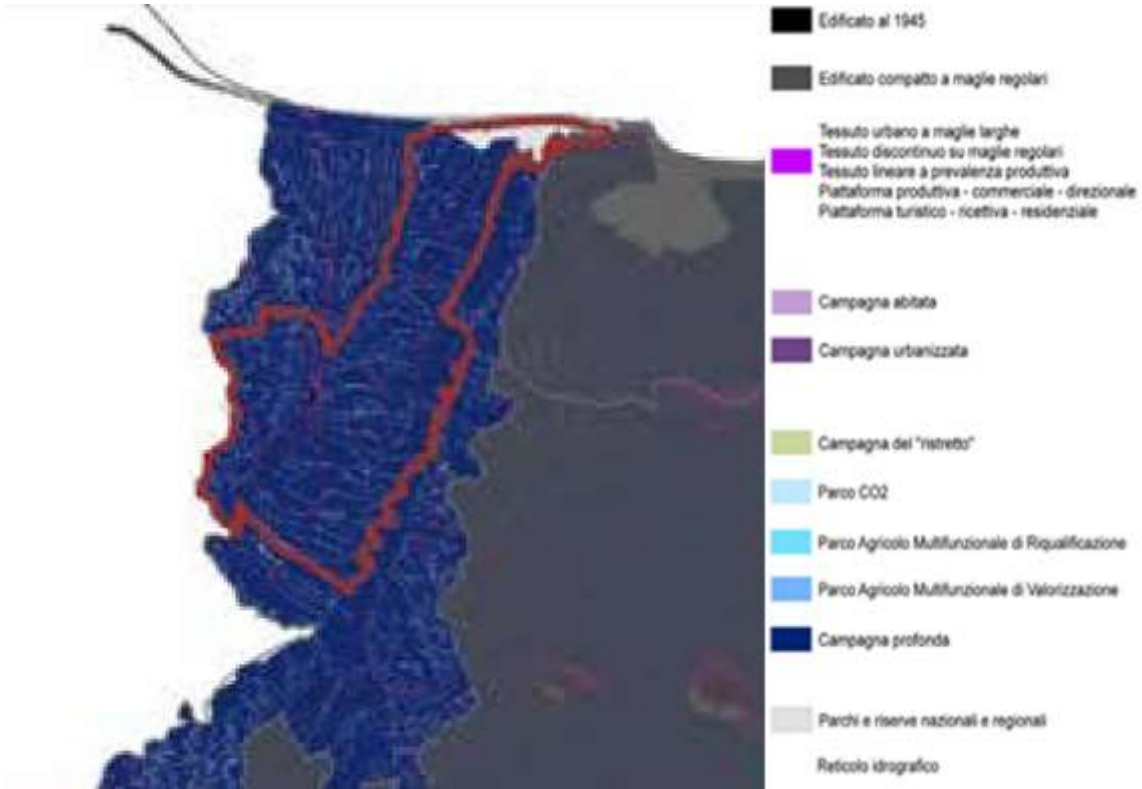 Edificato al 1945
Edificato compatto a maglie regolari
Tessuto urbano a maglie larghe
Tessuto discontinuo su maglie regolari
Tessuto lineare a prevalenza produttiva
Piattaforma produttiva - commerciale - direzionale
Piattaforma turistico - ricettiva - residenziale
Campagna abitata
Campagna urbanizzata
Campagna del "ristretto"
Parco CO2
Parco Agricolo Multifunzionale di Riqualificazione
Parco Agricolo Multifunzionale di Valorizzazione
Campagna profonda
Parchi e riserve nazionali e regionali
Reticolo idrografico